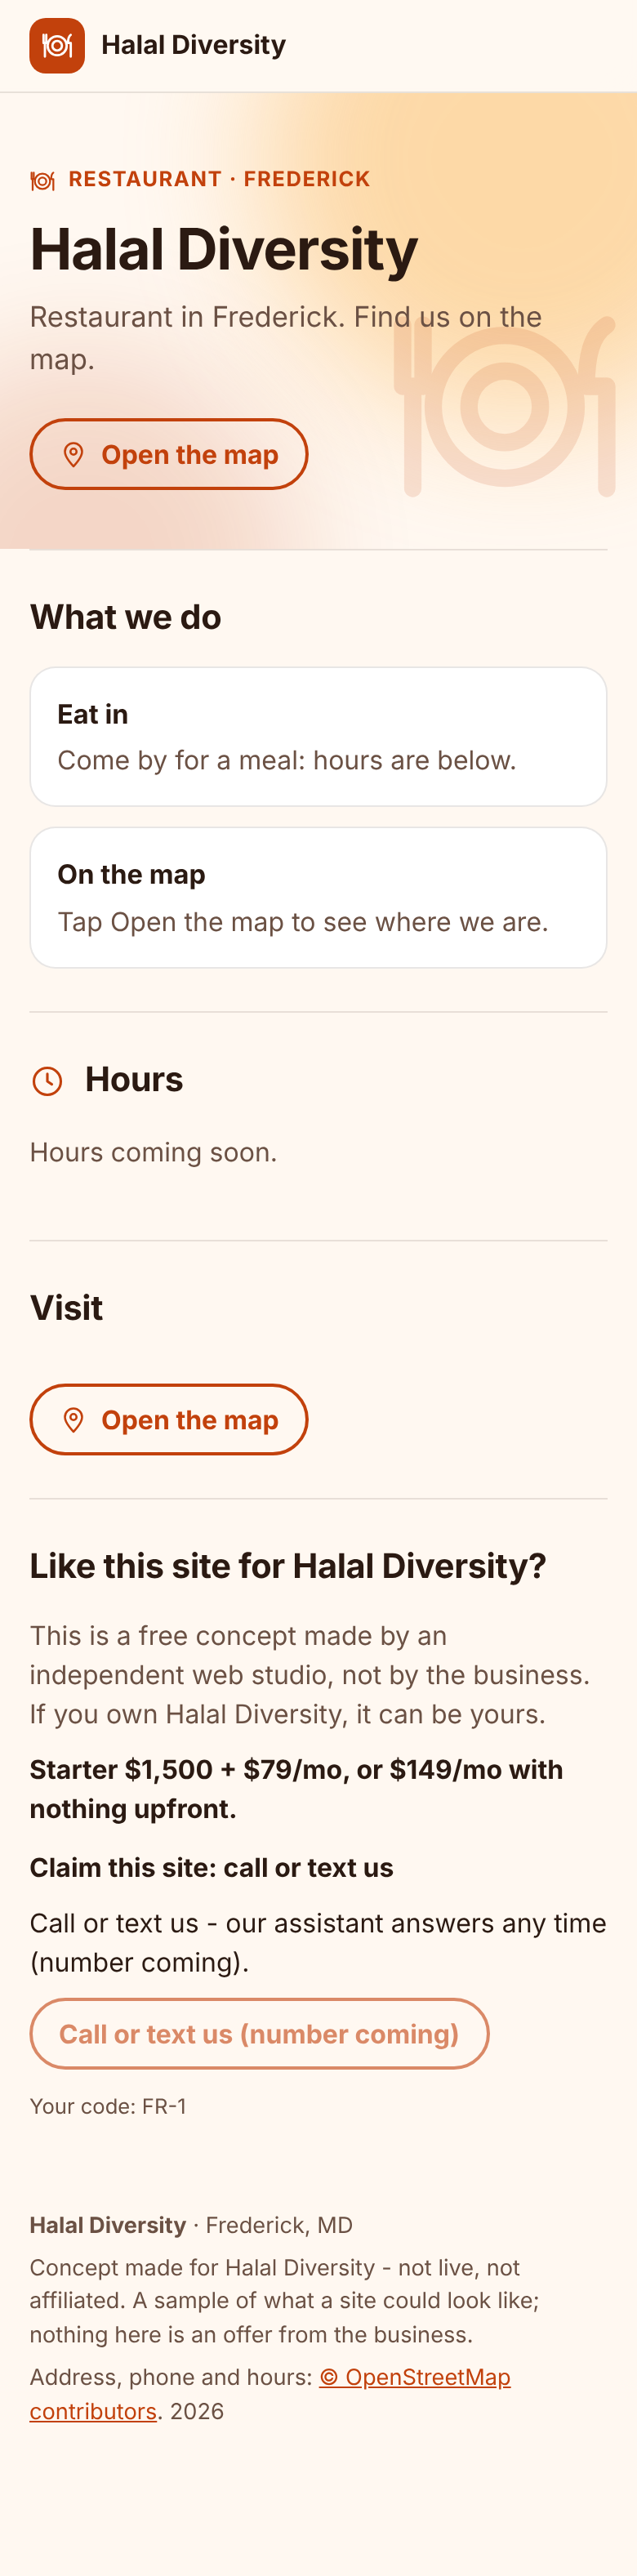 Halal Diversity
RESTAURANT · FREDERICK
Halal Diversity
Restaurant in Frederick. Find us on the
map.
Open the map
What we do
Eat in
Come by for a meal: hours are below.
On the map
Tap Open the map to see where we are.
Hours
Hours coming soon.
Visit
Open the map
Like this site for Halal Diversity?
This is a free concept made by an
independent web studio, not by the business.
If you own Halal Diversity, it can be yours.
Starter $1,500 + $79/mo, or $149/mo with
nothing upfront.
Claim this site: call or text us
Call or text us - our assistant answers any time
(number coming).
Call or text us (number coming)
Your code: FR-1
Halal Diversity · Frederick, MD
Concept made for Halal Diversity - not live, not
affiliated. A sample of what a site could look like;
nothing here is an offer from the business.
Address, phone and hours: © OpenStreetMap
contributors. 2026